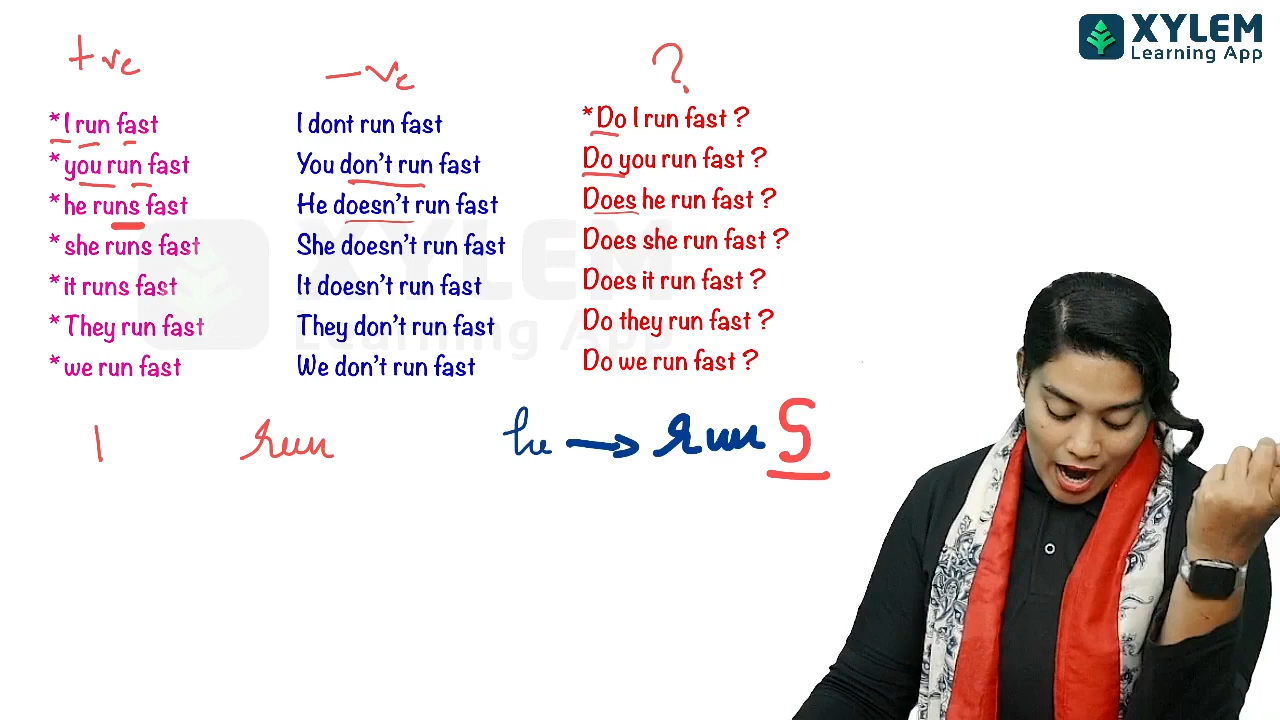 XYLEM
Learning App
+ve
-ve
?
*I run fast
*you run fast
*he runs fast
*she runs fast
*it runs fast
*They run fast
*we run fast
I dont run fast
You don't run fast
He doesn't run fast
She doesn't run fast
It doesn't run fast
They don't run fast
We don't run fast
*Do I run fast ?
Do you run fast ?
Does he run fast ?
Does she run fast ?
Does it run fast ?
Do they run fast ?
Do we run fast ?
XYLEM
Learning App
I run he → runS